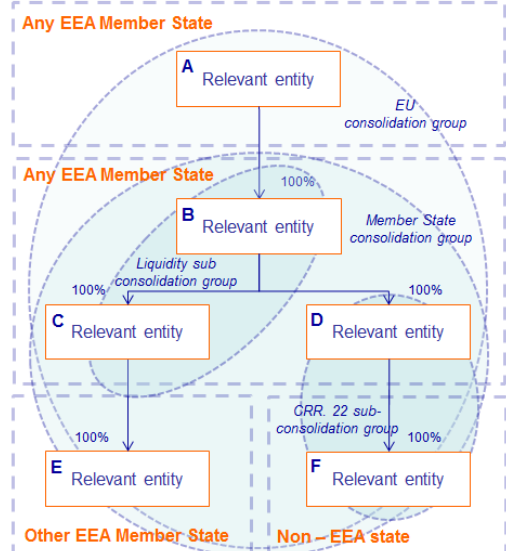 Any EEA Member State
A
Relevant entity
EU
consolidation group
Any EEA Member State
100%
B
Relevant entity
Member State
consolidation group
Liquidity sub
consolidation group
100%
100%
C
Relevant entity
D
Relevant entity
CRR. 22 sub-
consolidation group
100%
100%
E
Relevant entity
F
Relevant entity
Other EEA Member State
Non – EEA state